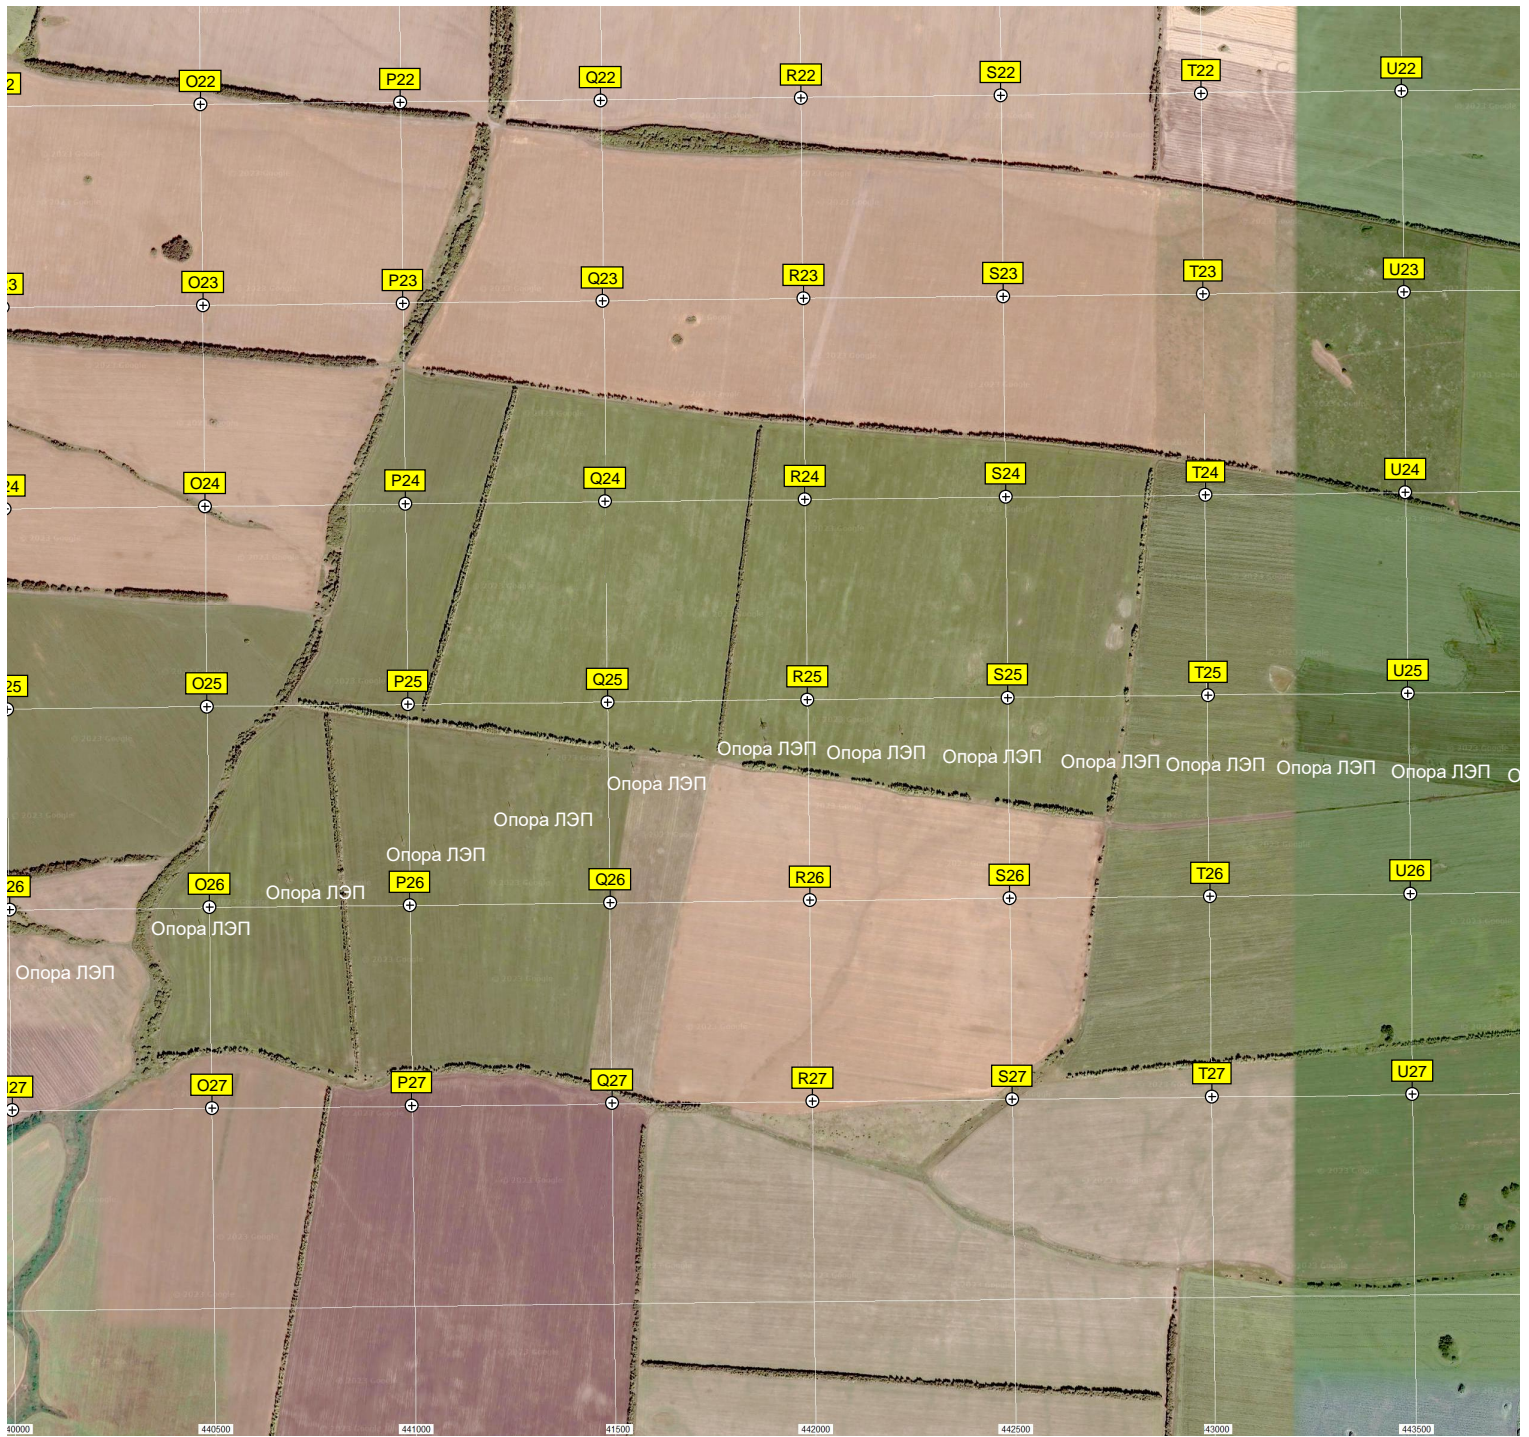 O22 P22 Q22 R22 S22 T22 U22
O23 P23 Q23 R23 S23 T23 U23
O24 P24 Q24 R24 S24 T24 U24
O25 P25 Q25 R25 S25 T25 U25
Опора ЛЭП Опора ЛЭП Опора ЛЭП Опора ЛЭП Опора ЛЭП Опора ЛЭП Опора ЛЭП
Опора ЛЭП
Опора ЛЭП
Опора ЛЭП
O26 P26 Q26 R26 S26 T26 U26
Опора ЛЭП
Опора ЛЭП
Опора ЛЭП
O27 P27 Q27 R27 S27 T27 U27
40000 440500 441000 41500 442000 442500 43000 443500